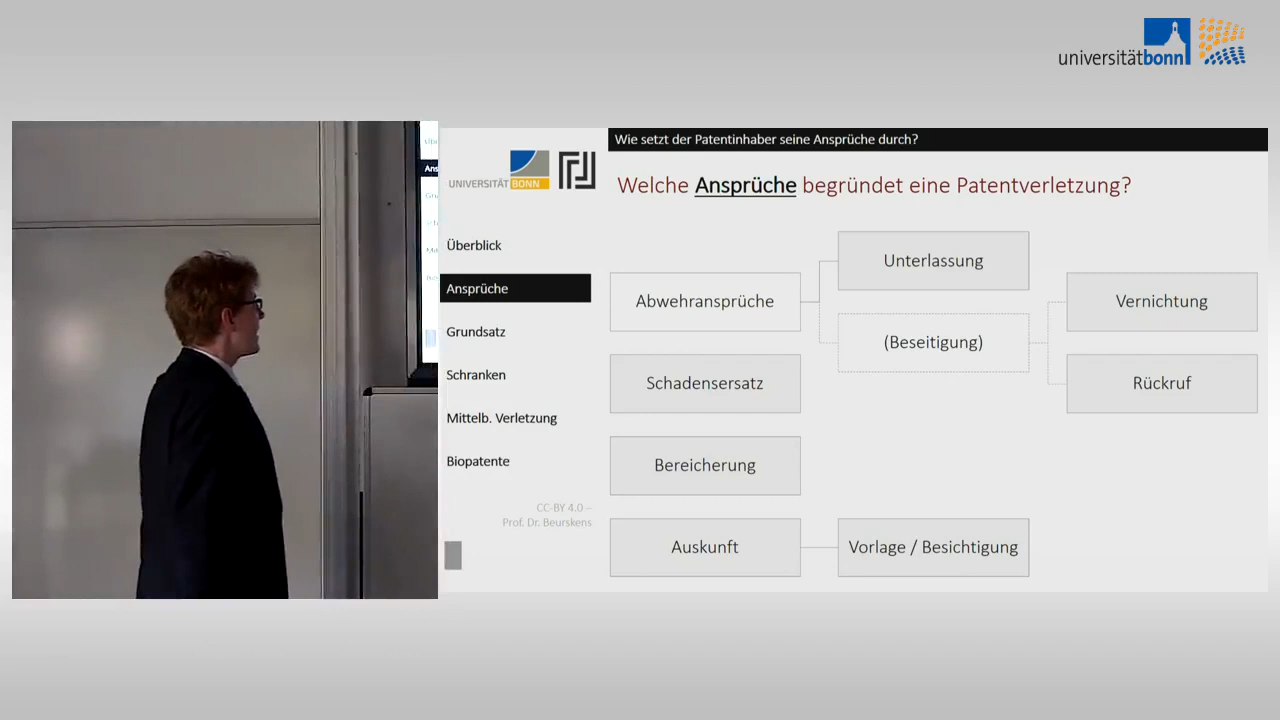 universitätbonn
Wie setzt der Patentinhaber seine Ansprüche durch?
UNIVERSITÄT BONN
Welche Ansprüche begründet eine Patentverletzung?
Überblick
Ansprüche
Grundsatz
Schranken
Mittelb. Verletzung
Biopatente
CC-BY 4.0 –
Prof. Dr. Beurskens
Abwehransprüche
Unterlassung
(Beseitigung)
Vernichtung
Rückruf
Schadensersatz
Bereicherung
Auskunft
Vorlage / Besichtigung
Ans